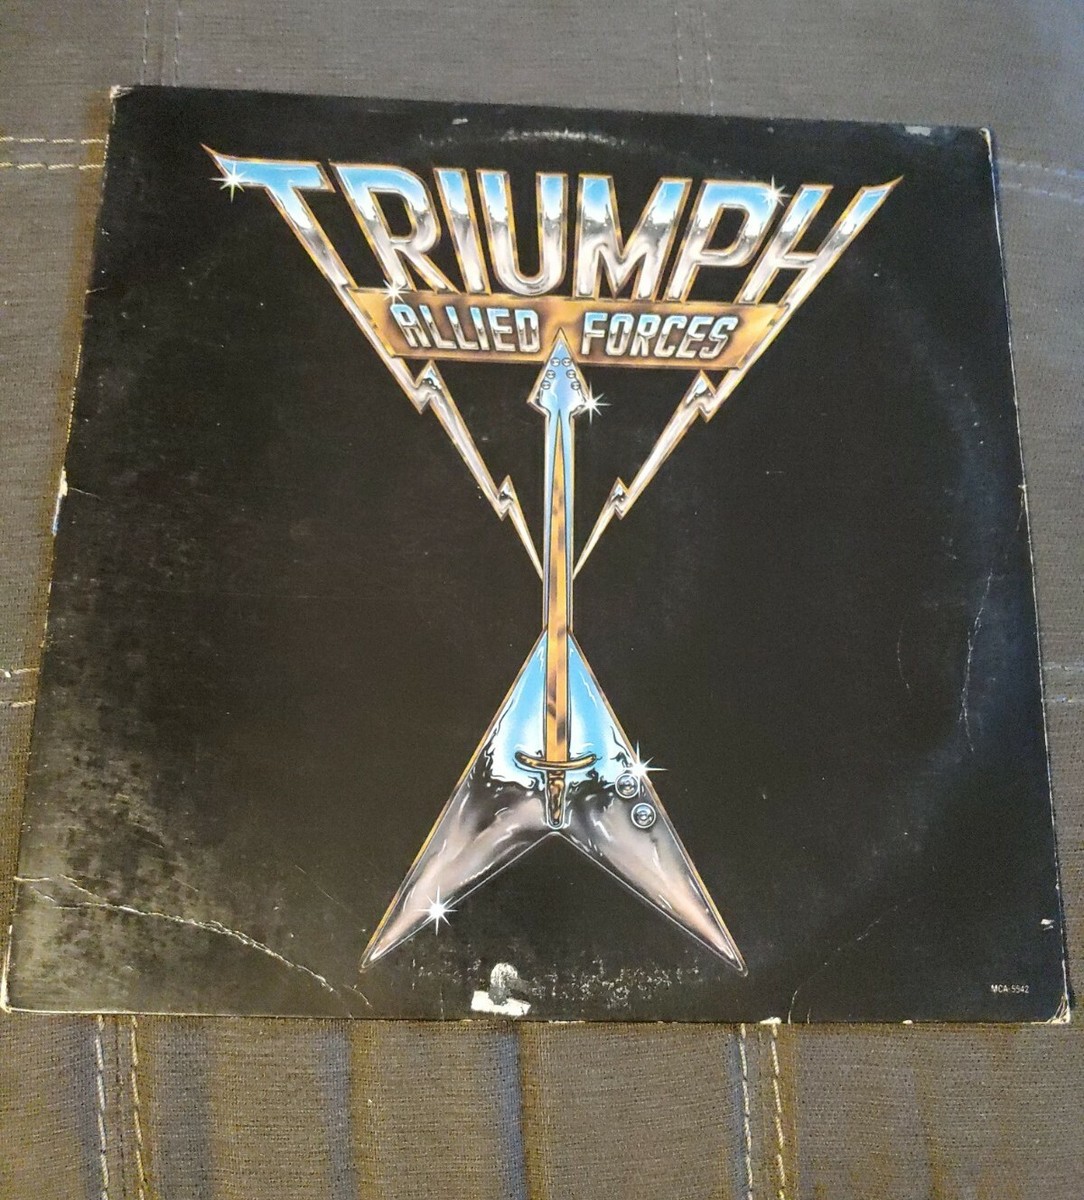 TRIUMPH
ALLIED FORCES
MCA-5542